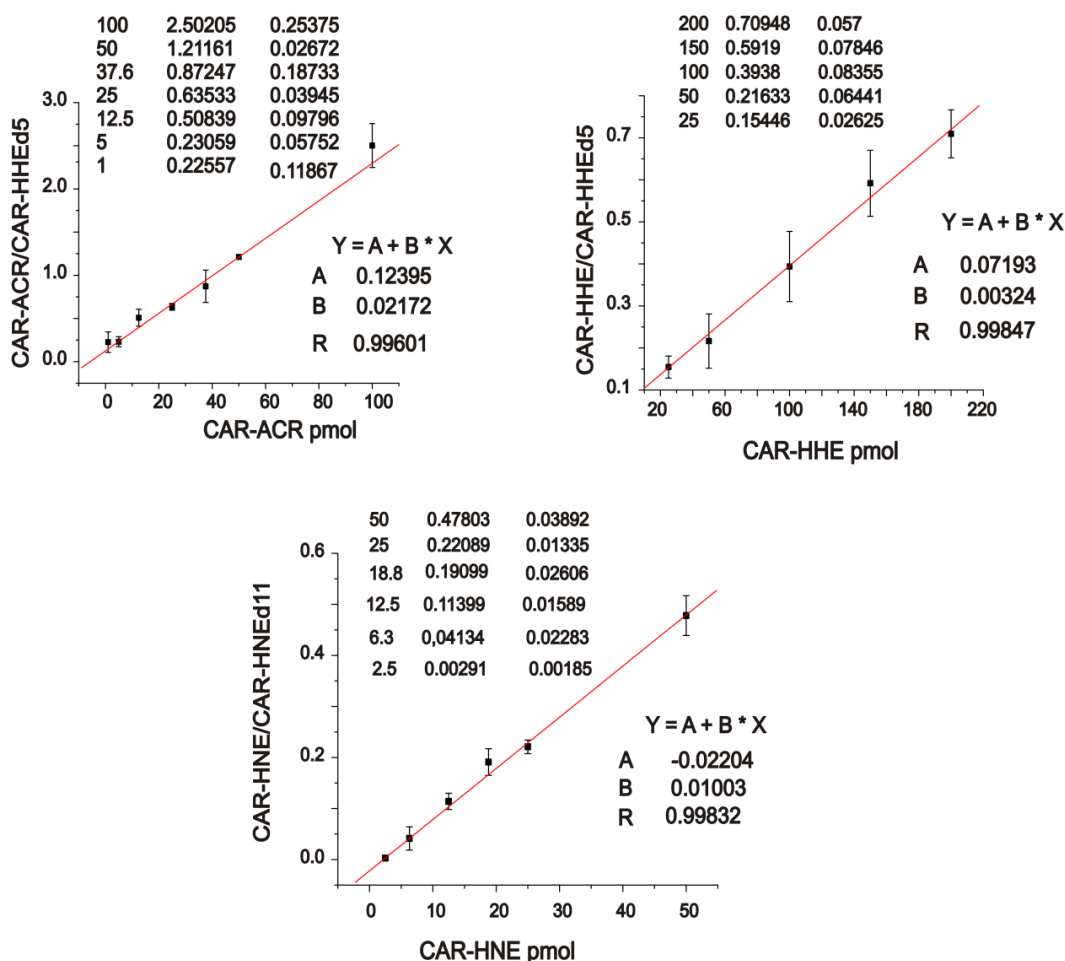 100 2.50205 0.25375
50 1.21161 0.02672
37.6 0.87247 0.18733
25 0.63533 0.03945
12.5 0.50839 0.09796
5 0.23059 0.05752
1 0.22557 0.11867
3.0
2.0
1.0
0.0
CAR-ACR/CAR-HHEd5
Y = A + B * X
A 0.12395
B 0.02172
R 0.99601
0 20 40 60 80 100
CAR-ACR pmol
200 0.70948 0.057
150 0.5919 0.07846
100 0.3938 0.08355
50 0.21633 0.06441
25 0.15446 0.02625
0.7
0.5
0.3
0.1
CAR-HHE/CAR-HHEd5
Y = A + B * X
A 0.07193
B 0.00324
R 0.99847
20 60 100 140 180 220
CAR-HHE pmol
50 0.47803 0.03892
25 0.22089 0.01335
18.8 0.19099 0.02606
12.5 0.11399 0.01589
6.3 0,04134 0.02283
2.5 0.00291 0.00185
0.6
0.4
0.2
0.0
CAR-HNE/CAR-HNEd11
Y = A + B * X
A -0.02204
B 0.01003
R 0.99832
0 10 20 30 40 50
CAR-HNE pmol